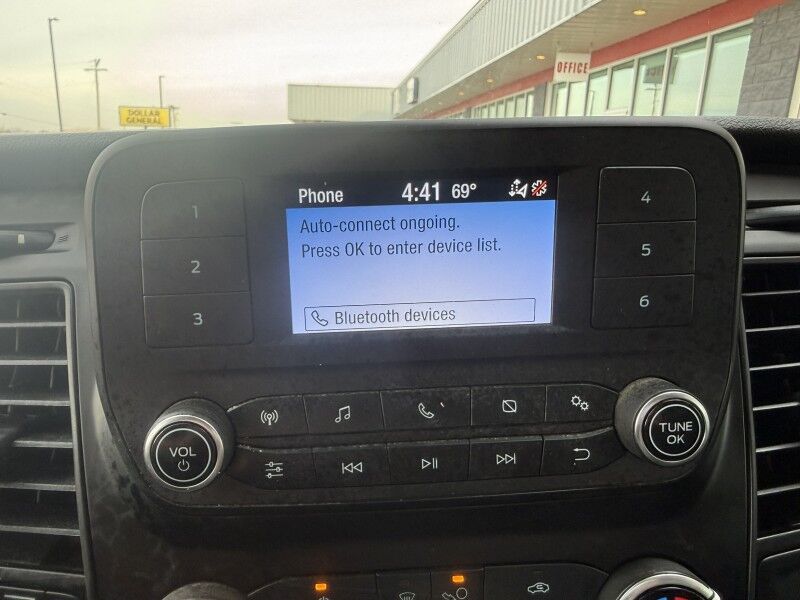 OFFICE
DOLLAR
GENERAL
Phone 4:41 69°
Auto-connect ongoing.
Press OK to enter device list.
Bluetooth devices
1
2
3
4
5
6
VOL
TUNE
OK